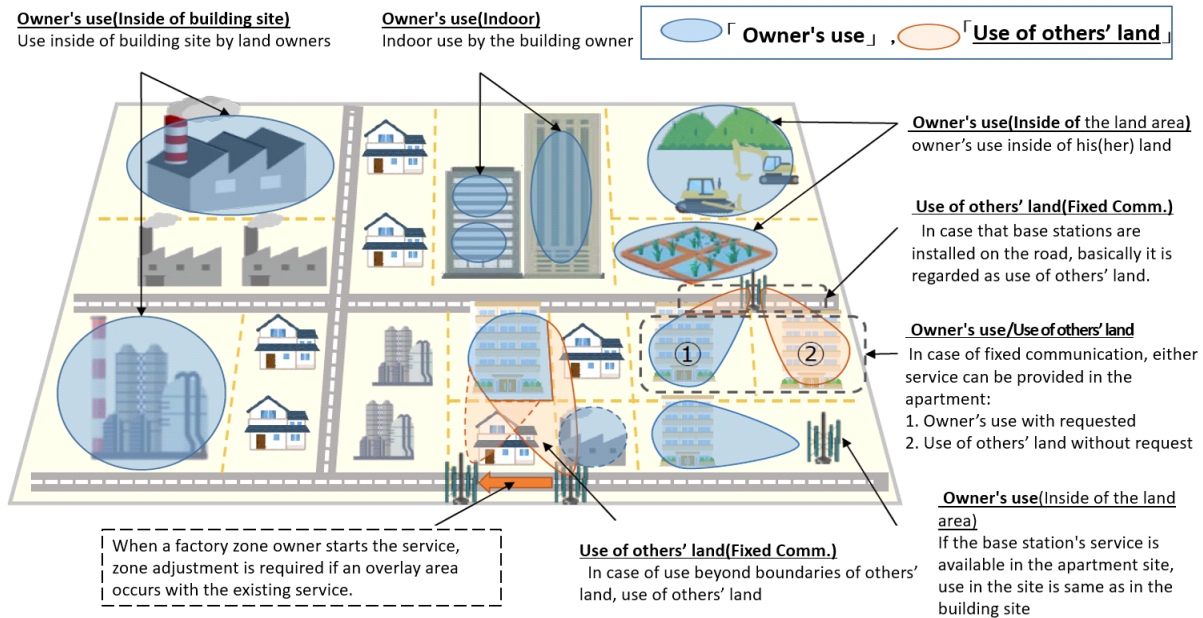 Owner's use(Inside of building site)
Use inside of building site by land owners
Owner's use(Indoor)
Indoor use by the building owner
「 Owner's use」 , 「Use of others' land」
Owner's use(Inside of the land area)
owner's use inside of his(her) land
Use of others' land(Fixed Comm.)
In case that base stations are
installed on the road, basically it is
regarded as use of others' land.
Owner's use/Use of others' land
In case of fixed communication, either
service can be provided in the
apartment:
1. Owner's use with requested
2. Use of others' land without request
①
②
Owner's use(Inside of the land
area)
If the base station's service is
available in the apartment site,
use in the site is same as in the
building site
When a factory zone owner starts the service,
zone adjustment is required if an overlay area
occurs with the existing service.
Use of others' land(Fixed Comm.)
In case of use beyond boundaries of others'
land, use of others' land